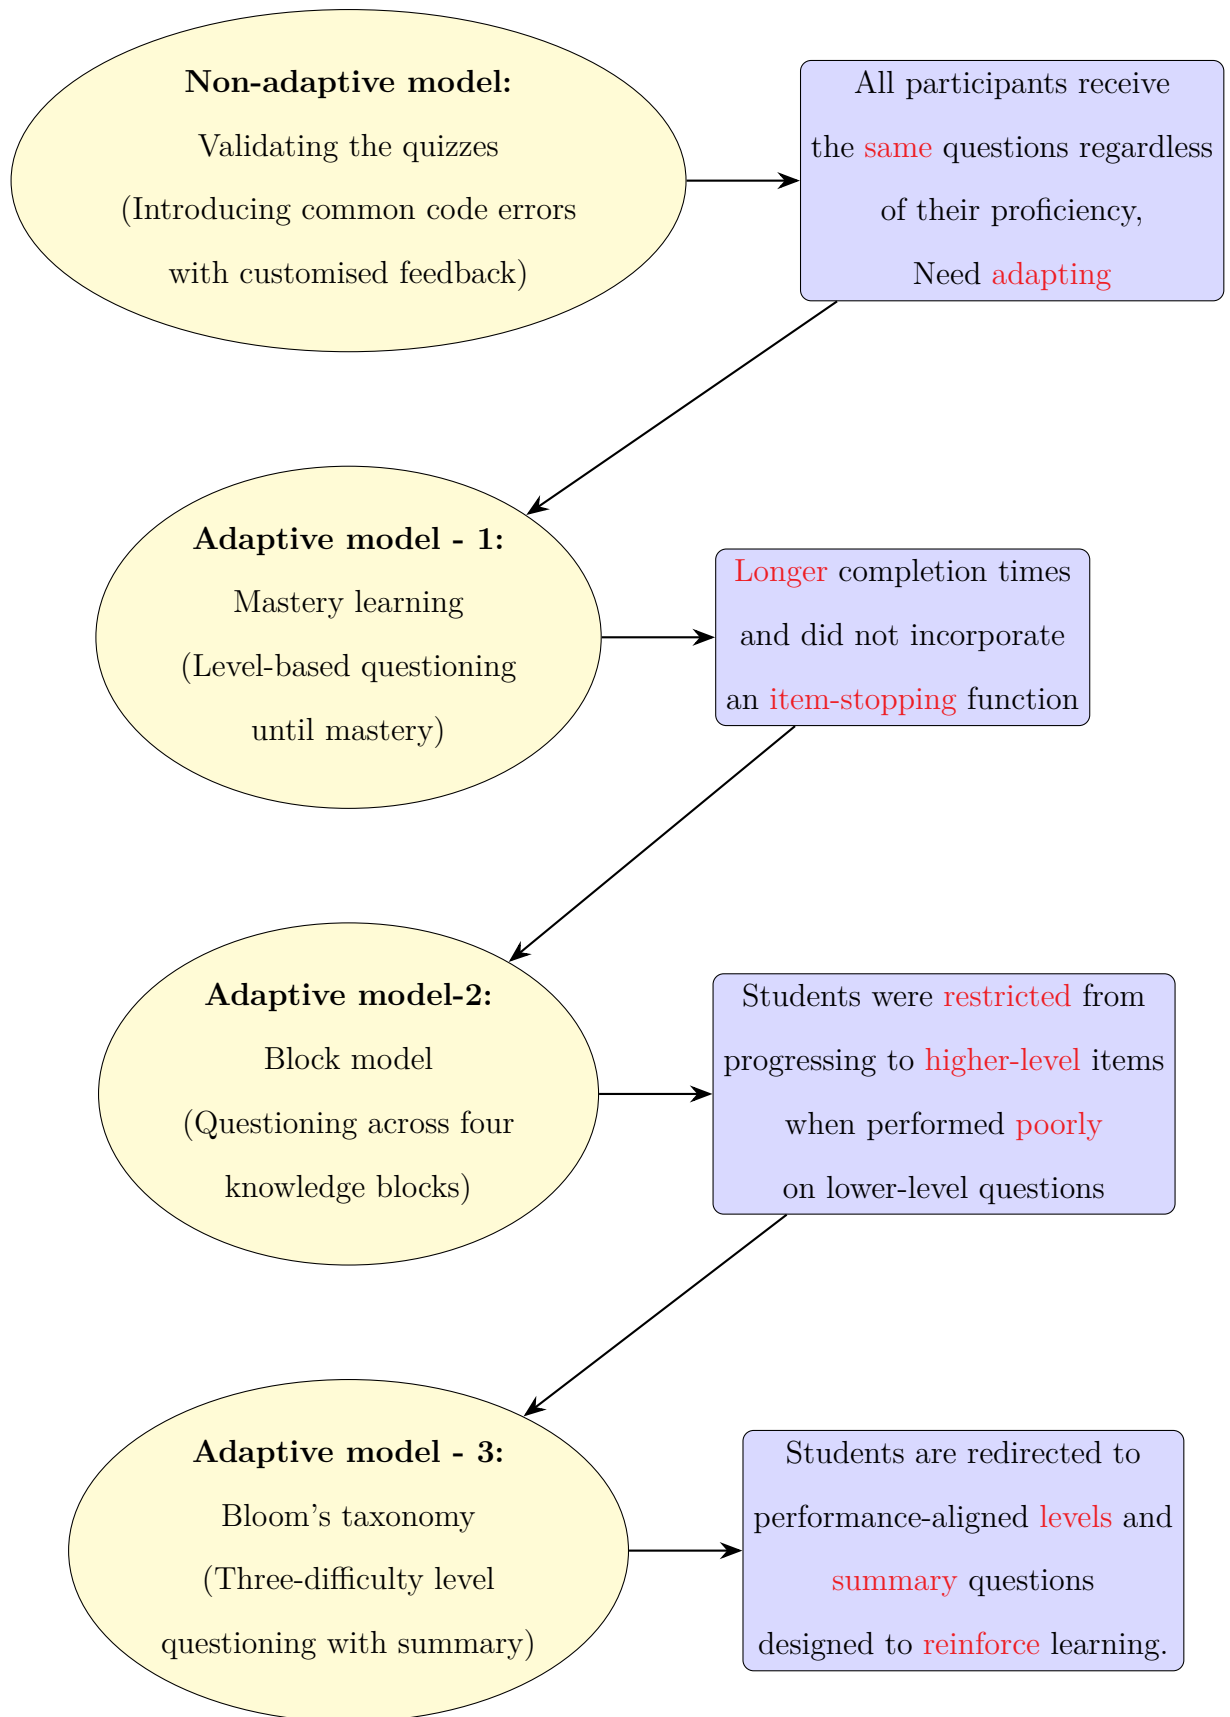 Non-adaptive model:
Validating the quizzes
(Introducing common code errors
with customised feedback)
All participants receive
the same questions regardless
of their proficiency,
Need adapting
Adaptive model - 1:
Mastery learning
(Level-based questioning
until mastery)
Longer completion times
and did not incorporate
an item-stopping function
Adaptive model-2:
Block model
(Questioning across four
knowledge blocks)
Students were restricted from
progressing to higher-level items
when performed poorly
on lower-level questions
Adaptive model - 3:
Bloom's taxonomy
(Three-difficulty level
questioning with summary)
Students are redirected to
performance-aligned levels and
summary questions
designed to reinforce learning.